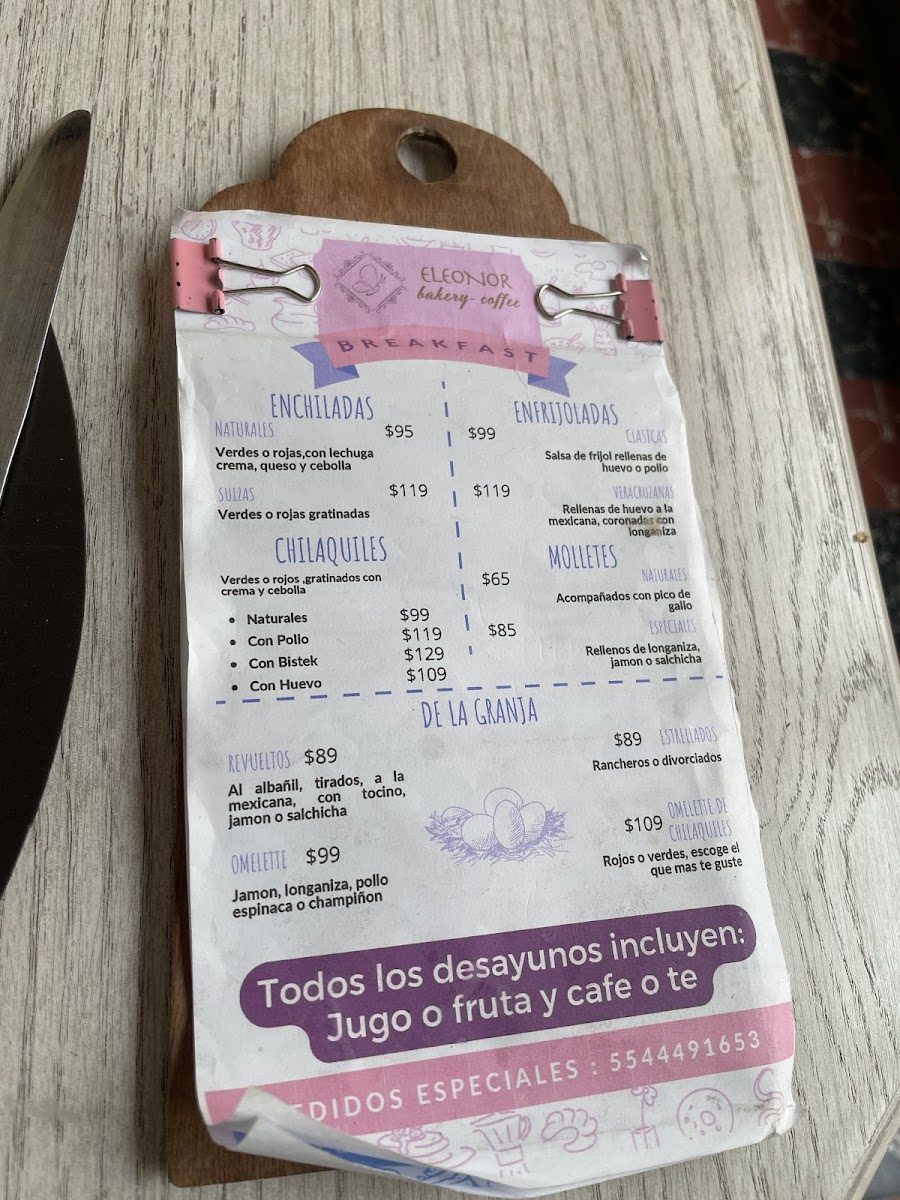 ELEONOR
bakery- coffee
BREAKFAST
ENCHILADAS
NATURALES $95
Verdes o rojas,con lechuga
crema, queso y cebolla
SUIZAS $119
Verdes o rojas gratinadas
CHILAQUILES
Verdes o rojos ,gratinados con
crema y cebolla
• Naturales $99
• Con Pollo $119
• Con Bistek $129
• Con Huevo $109
ENFRIJOLADAS
$99 CLASICAS
Salsa de frijol rellenas de
huevo o pollo
$119 VERACRUZANAS
Rellenas de huevo a la
mexicana, coronadas con
longaniza
MOLLETES
$65 NATURALES
Acompañados con pico de
gallo
$85 ESPECIALES
Rellenos de longaniza,
jamon o salchicha
DE LA GRANJA
REVUELTOS $89
Al albañil, tirados, a la
mexicana, con tocino,
jamon o salchicha
OMELETTE $99
Jamon, longaniza, pollo
espinaca o champiñon
$89 ESTRELLADOS
Rancheros o divorciados
$109 OMELETTE DE
CHILAQUILES
Rojos o verdes, escoge el
que mas te guste
Todos los desayunos incluyen:
Jugo o fruta y cafe o te
DIDOS ESPECIALES : 5544491653